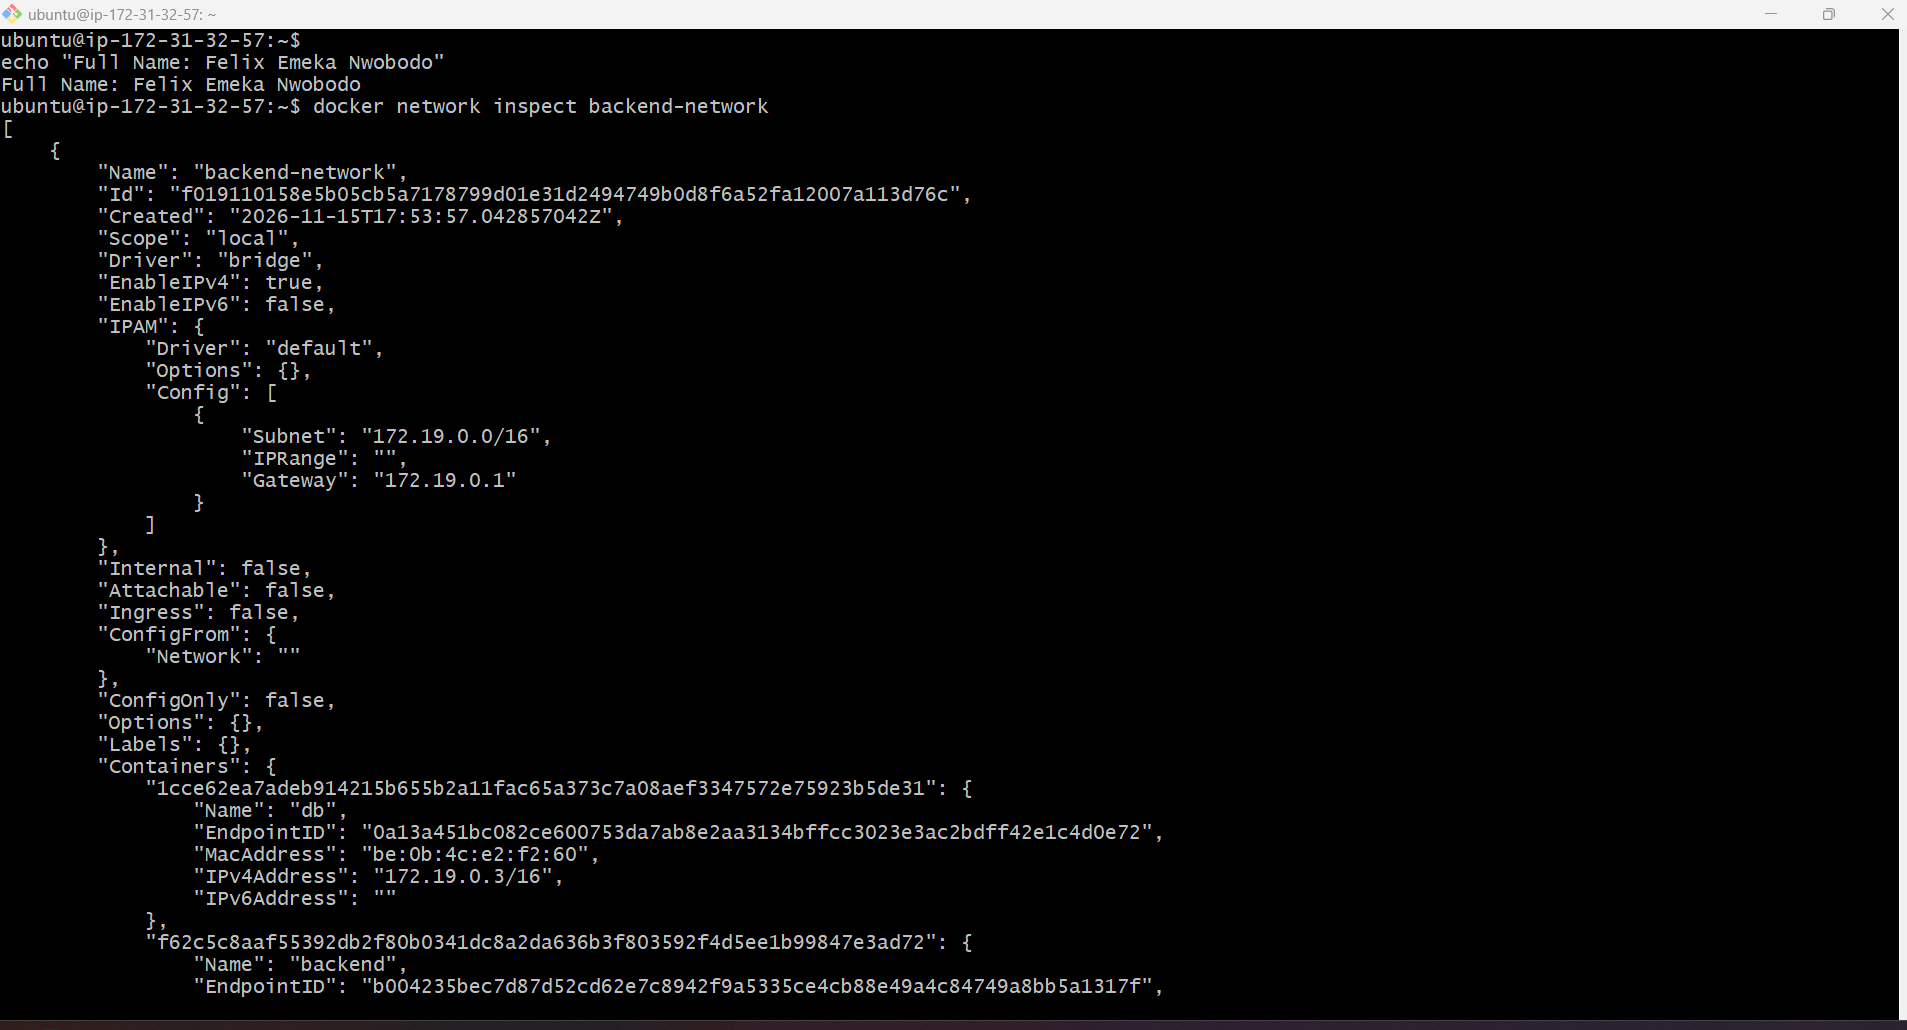 ubuntu@ip-172-31-32-57: ~
ubuntu@ip-172-31-32-57:~$
echo "Full Name: Felix Emeka Nwobodo"
Full Name: Felix Emeka Nwobodo
ubuntu@ip-172-31-32-57:~$ docker network inspect backend-network
[
    {
        "Name": "backend-network",
        "Id": "f019110158e5b05cb5a7178799d01e31d2494749b0d8f6a52fa12007a113d76c",
        "Created": "2026-11-15T17:53:57.042857042Z",
        "Scope": "local",
        "Driver": "bridge",
        "EnableIPv4": true,
        "EnableIPv6": false,
        "IPAM": {
            "Driver": "default",
            "Options": {},
            "Config": [
                {
                    "Subnet": "172.19.0.0/16",
                    "IPRange": "",
                    "Gateway": "172.19.0.1"
                }
            ]
        },
        "Internal": false,
        "Attachable": false,
        "Ingress": false,
        "ConfigFrom": {
            "Network": ""
        },
        "ConfigOnly": false,
        "Options": {},
        "Labels": {},
        "Containers": {
            "1cce62ea7adeb914215b655b2a11fac65a373c7a08aef3347572e75923b5de31": {
                "Name": "db",
                "EndpointID": "0a13a451bc082ce600753da7ab8e2aa3134bffcc3023e3ac2bdff42e1c4d0e72",
                "MacAddress": "be:0b:4c:e2:f2:60",
                "IPv4Address": "172.19.0.3/16",
                "IPv6Address": ""
            },
            "f62c5c8aaf55392db2f80b0341dc8a2da636b3f803592f4d5ee1b99847e3ad72": {
                "Name": "backend",
                "EndpointID": "b004235bec7d87d52cd62e7c8942f9a5335ce4cb88e49a4c84749a8bb5a1317f",